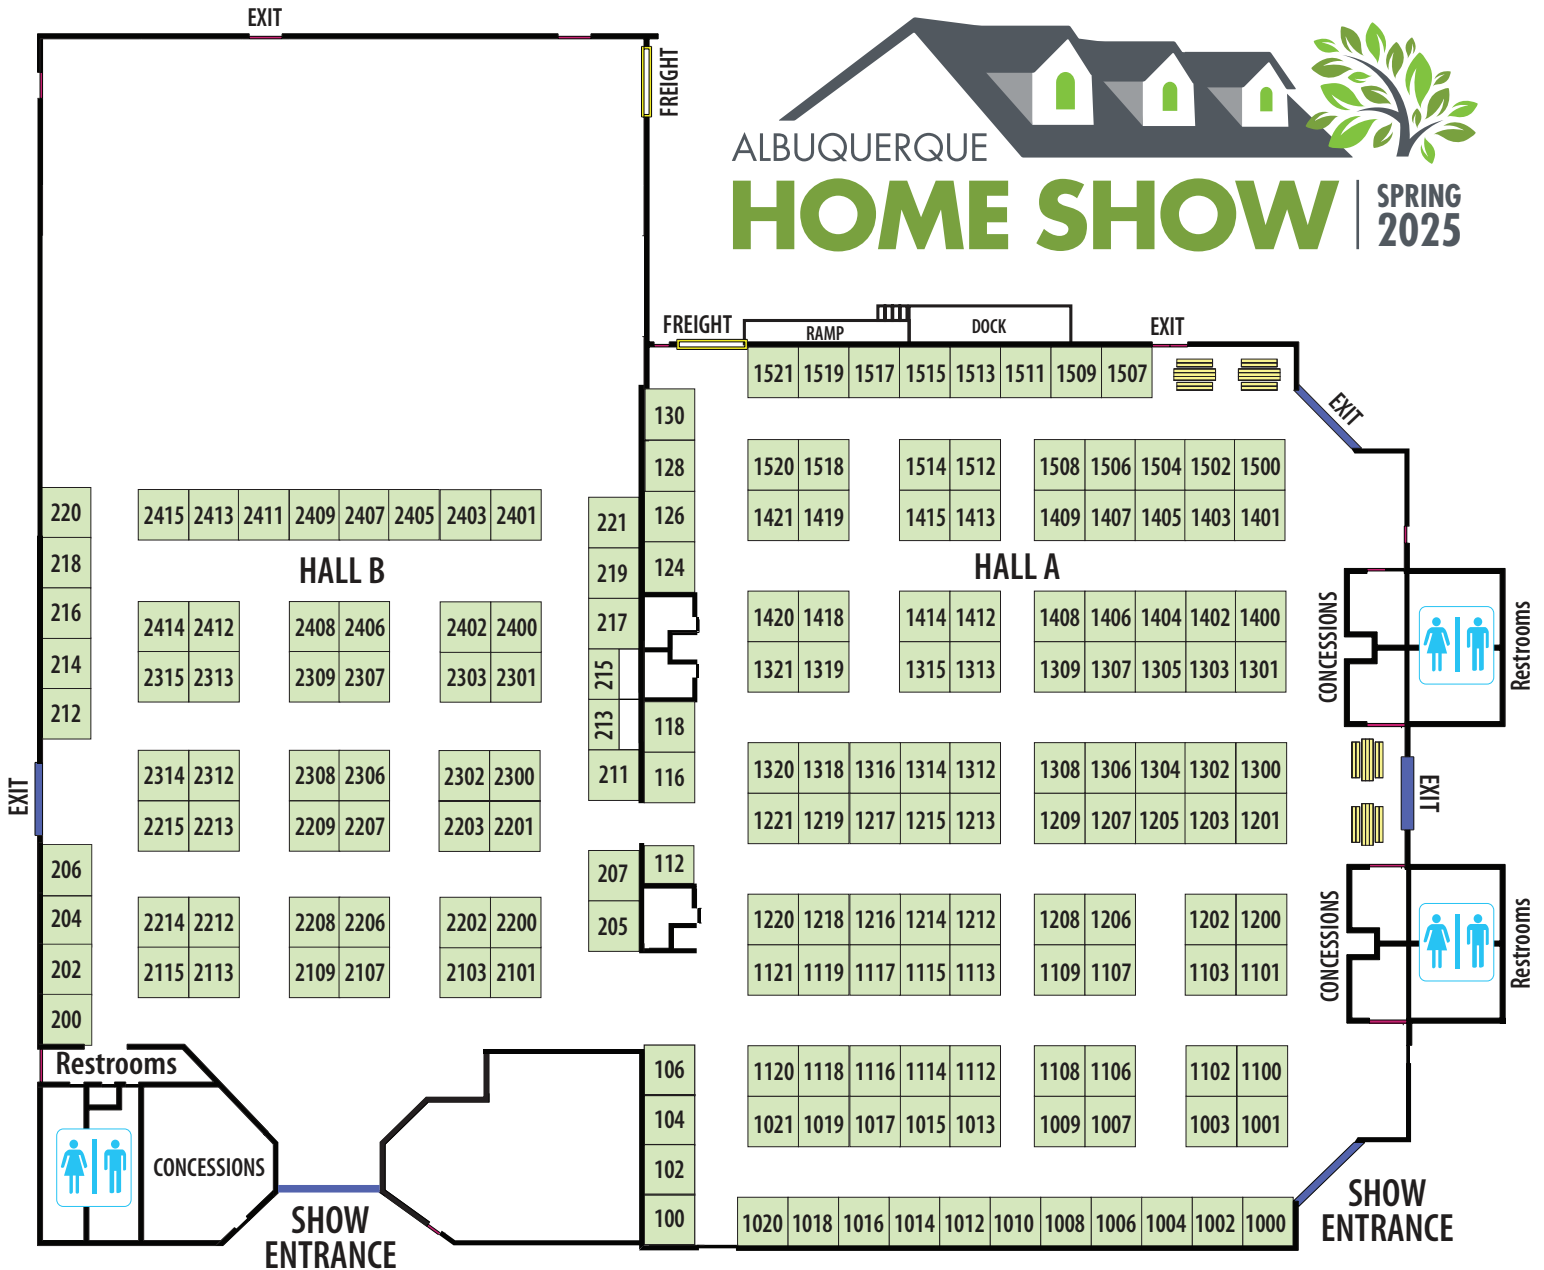 EXIT
FREIGHT
ALBUQUERQUE
HOME SHOW
SPRING
2025
FREIGHT
RAMP
DOCK
EXIT
EXIT
1521 1519 1517 1515 1513 1511 1509 1507
130
128
126
124
118
116
112
106
104
102
100
1520 1518 1514 1512 1508 1506 1504 1502 1500
1421 1419 1415 1413 1409 1407 1405 1403 1401
HALL A
1420 1418 1414 1412 1408 1406 1404 1402 1400
1321 1319 1315 1313 1309 1307 1305 1303 1301
1320 1318 1316 1314 1312 1308 1306 1304 1302 1300
1221 1219 1217 1215 1213 1209 1207 1205 1203 1201
1220 1218 1216 1214 1212 1208 1206 1202 1200
1121 1119 1117 1115 1113 1109 1107 1103 1101
1120 1118 1116 1114 1112 1108 1106 1102 1100
1021 1019 1017 1015 1013 1009 1007 1003 1001
1020 1018 1016 1014 1012 1010 1008 1006 1004 1002 1000
CONCESSIONS
Restrooms
EXIT
CONCESSIONS
Restrooms
SHOW
ENTRANCE
220
218
216
214
212
EXIT
206
204
202
200
2415 2413 2411 2409 2407 2405 2403 2401
HALL B
2414 2412 2408 2406 2402 2400
2315 2313 2309 2307 2303 2301
2314 2312 2308 2306 2302 2300
2215 2213 2209 2207 2203 2201
2214 2212 2208 2206 2202 2200
2115 2113 2109 2107 2103 2101
221
219
217
215
213
211
207
205
Restrooms
CONCESSIONS
SHOW
ENTRANCE